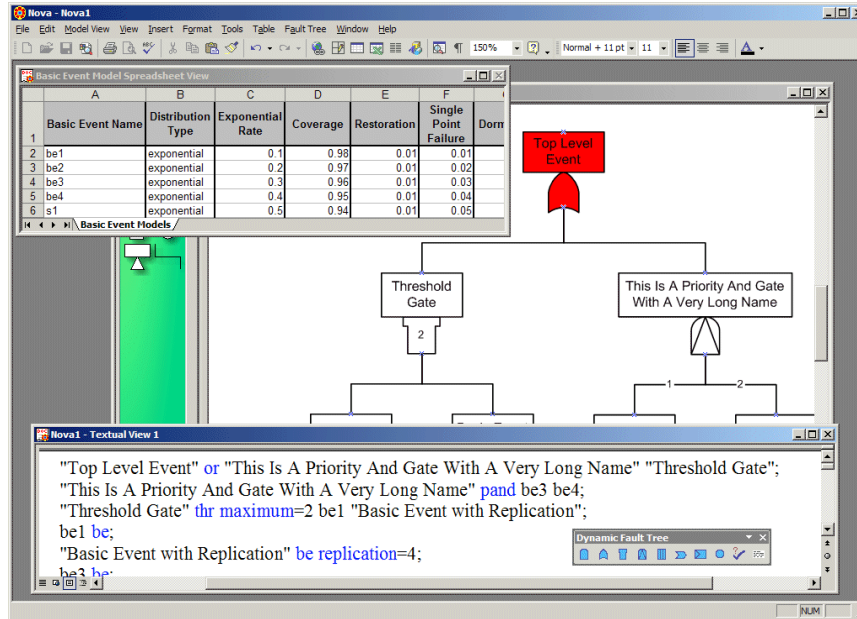 Nova - Nova1
File Edit Model View View Insert Format Tools Table Fault Tree Window Help
150% Normal + 11 pt 11
Basic Event Model Spreadsheet View
A B C D E F
1 Basic Event Name Distribution Type Exponential Rate Coverage Restoration Single Point Failure Dorm
2 be1 exponential 0.1 0.98 0.01 0.01
3 be2 exponential 0.2 0.97 0.01 0.02
4 be3 exponential 0.3 0.96 0.01 0.03
5 be4 exponential 0.4 0.95 0.01 0.04
6 s1 exponential 0.5 0.94 0.01 0.05
Basic Event Models
Top Level
Event
Threshold
Gate
2
This Is A Priority And Gate
With A Very Long Name
1 2
Nova1 - Textual View 1
"Top Level Event" or "This Is A Priority And Gate With A Very Long Name" "Threshold Gate";
"This Is A Priority And Gate With A Very Long Name" pand be3 be4;
"Threshold Gate" thr maximum=2 be1 "Basic Event with Replication";
be1 be;
"Basic Event with Replication" be replication=4;
be3 be;
Dynamic Fault Tree
NUM